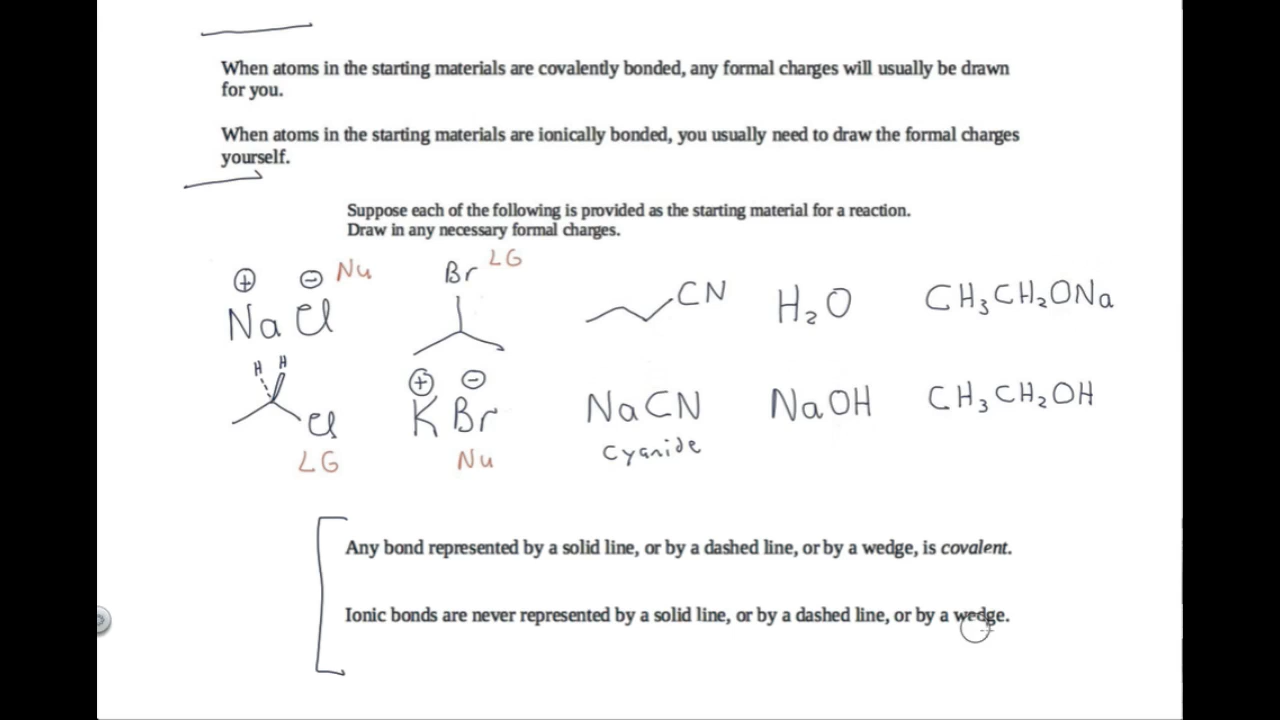 When atoms in the starting materials are covalently bonded, any formal charges will usually be drawn
for you.
When atoms in the starting materials are ionically bonded, you usually need to draw the formal charges
yourself.
Suppose each of the following is provided as the starting material for a reaction.
Draw in any necessary formal charges.
⊕ ⊖ Nu
NaCl
Br LG
CN
H₂O
CH₃CH₂ONa
H H
Cl
LG
⊕ ⊖
KBr
Nu
NaCN
Cyanide
NaOH
CH₃CH₂OH
Any bond represented by a solid line, or by a dashed line, or by a wedge, is covalent.
Ionic bonds are never represented by a solid line, or by a dashed line, or by a wedge.